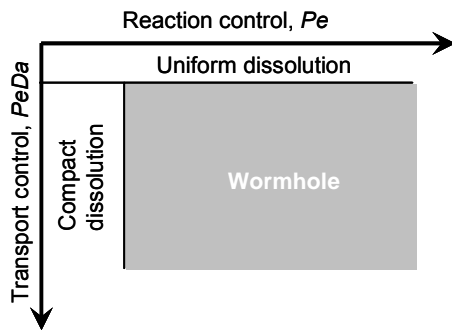 Reaction control, Pe
Uniform dissolution
Transport control, PeDa
Compact
dissolution
Wormhole